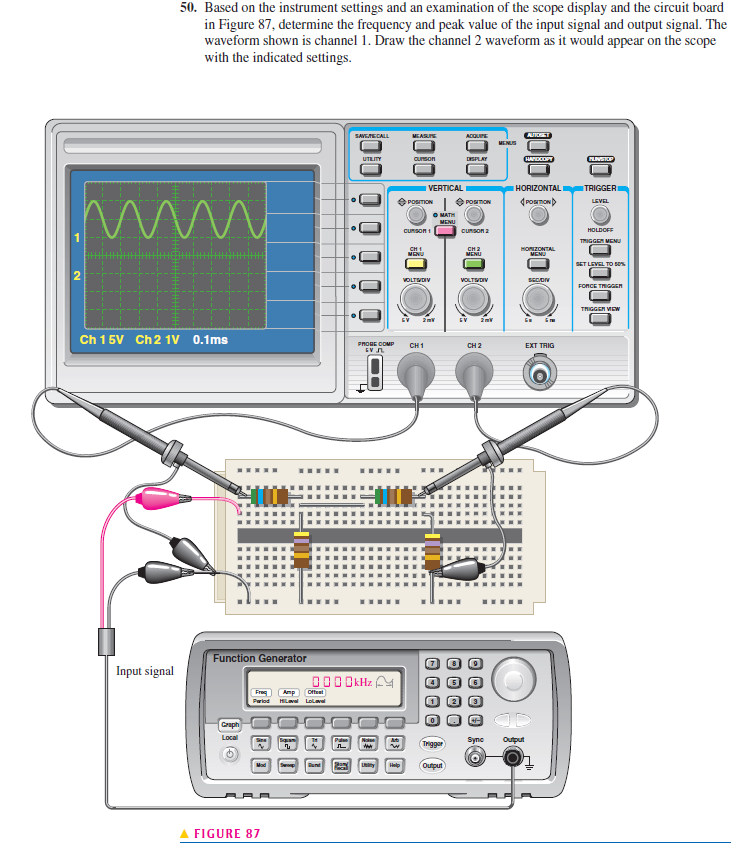 50. Based on the instrument settings and an examination of the scope display and the circuit board
in Figure 87, determine the frequency and peak value of the input signal and output signal. The
waveform shown is channel 1. Draw the channel 2 waveform as it would appear on the scope
with the indicated settings.
SAVE/RECALL MEASURE ACQUIRE AUTOSET
MENUS
UTILITY CURSOR DISPLAY HARDCOPY RUN/STOP
VERTICAL HORIZONTAL TRIGGER
POSITION POSITION POSITION LEVEL
MATH
MENU
CURSOR 1 CURSOR 2 HOLDOFF
1
TRIGGER MENU
CH 1
MENU
CH 2
MENU
HORIZONTAL
MENU
SET LEVEL TO 50%
2
VOLTS/DIV VOLTS/DIV SEC/DIV
FORCE TRIGGER
TRIGGER VIEW
5 V 2 mV 5 V 2 mV 5 s 5 ns
Ch 1 5V Ch 2 1V 0.1ms
PROBE COMP
5 V
CH 1 CH 2 EXT TRIG
Input signal
Function Generator
0 0 0 0 kHz
Freq Amp Offset
Period HiLevel LoLevel
7 8 9
4 5 6
1 2 3
0 . +/-
Graph
Local
Sine Square Tri Pulse Noise Arb
Mod Sweep Burst Store/
Recall Utility Help
Trigger
Output
Sync Output
▲ FIGURE 87